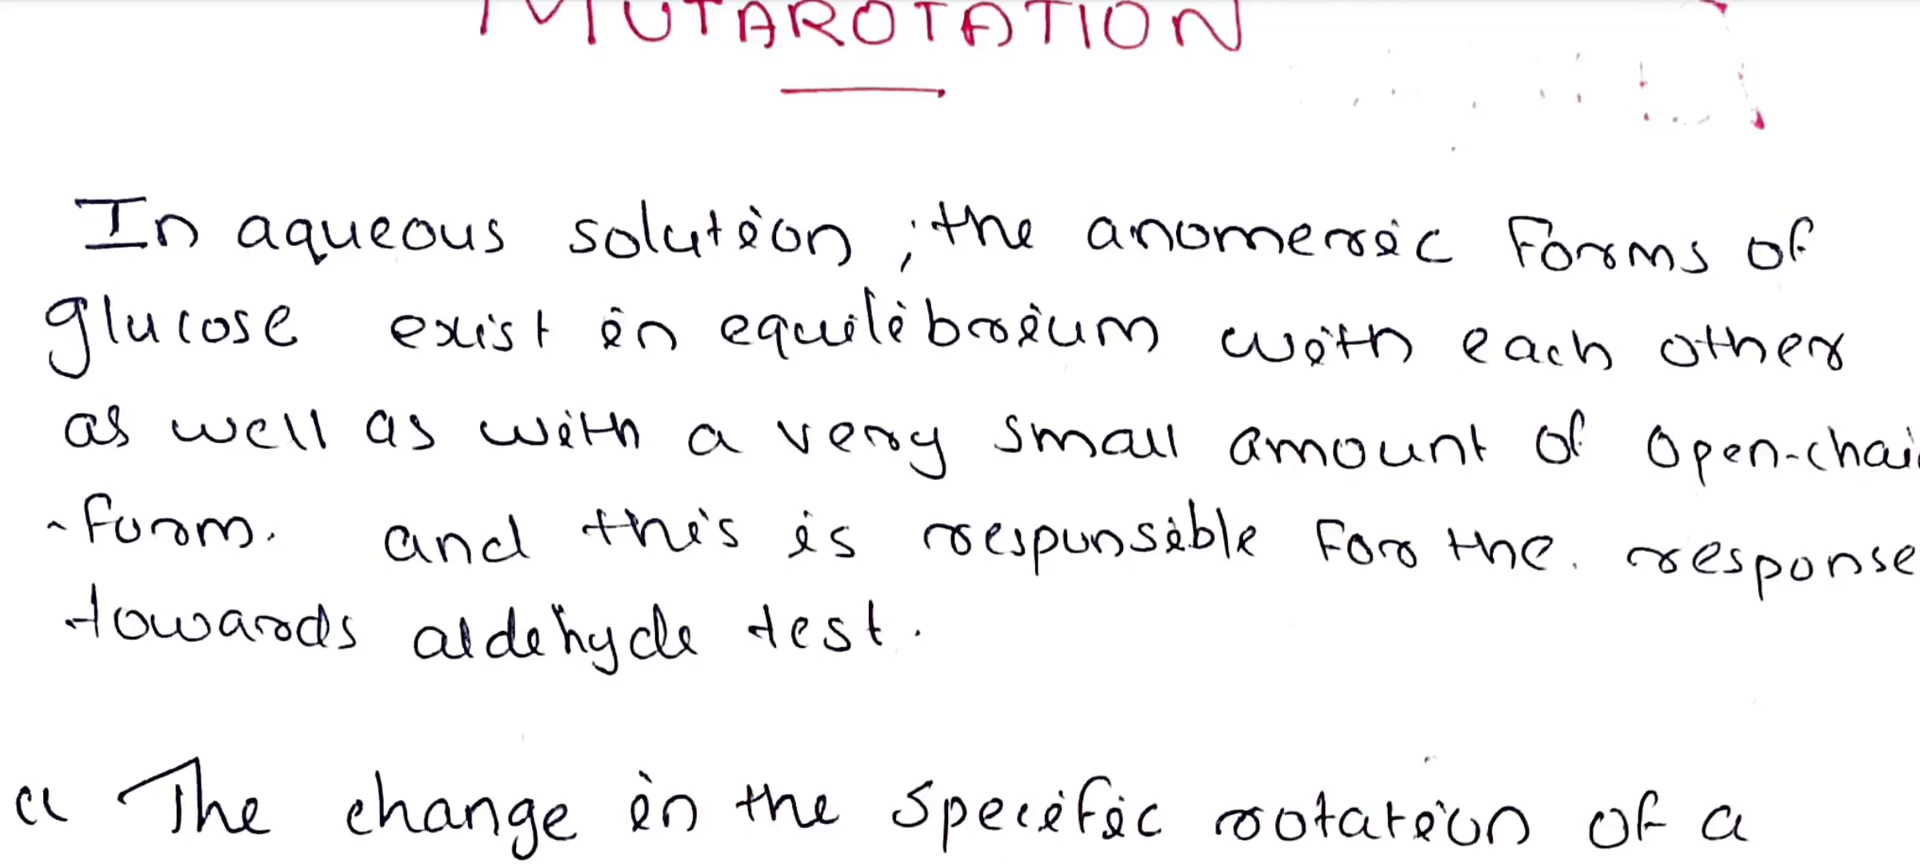 MUTAROTATION
In aqueous solution, the anomeric forms of
glucose exist in equilibrium with each other
as well as with a very small amount of open-chai
-form. and this is responsible for the. response
towards aldehyde test.
" The change in the specific rotation of a